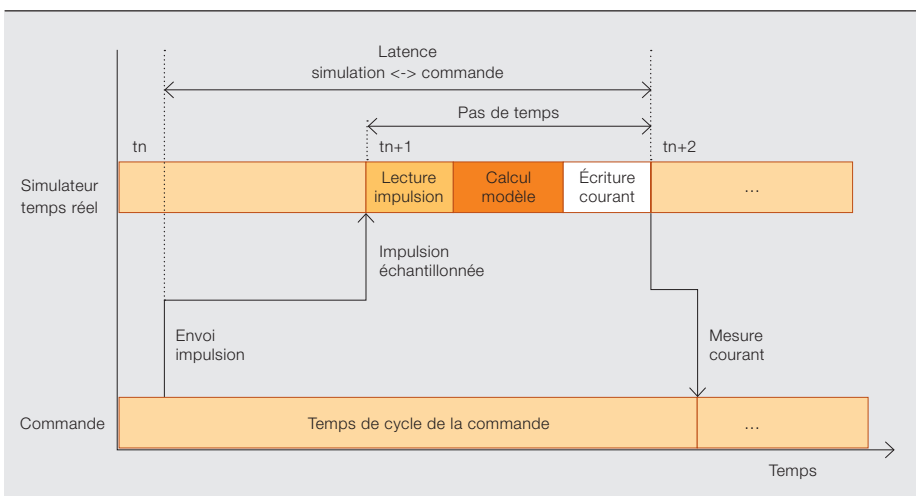 Latence
simulation <-> commande
Pas de temps
tn
tn+1
tn+2
Simulateur
temps réel
Lecture
impulsion
Calcul
modèle
Écriture
courant
...
Impulsion
échantillonnée
Envoi
impulsion
Mesure
courant
Commande
Temps de cycle de la commande
...
Temps